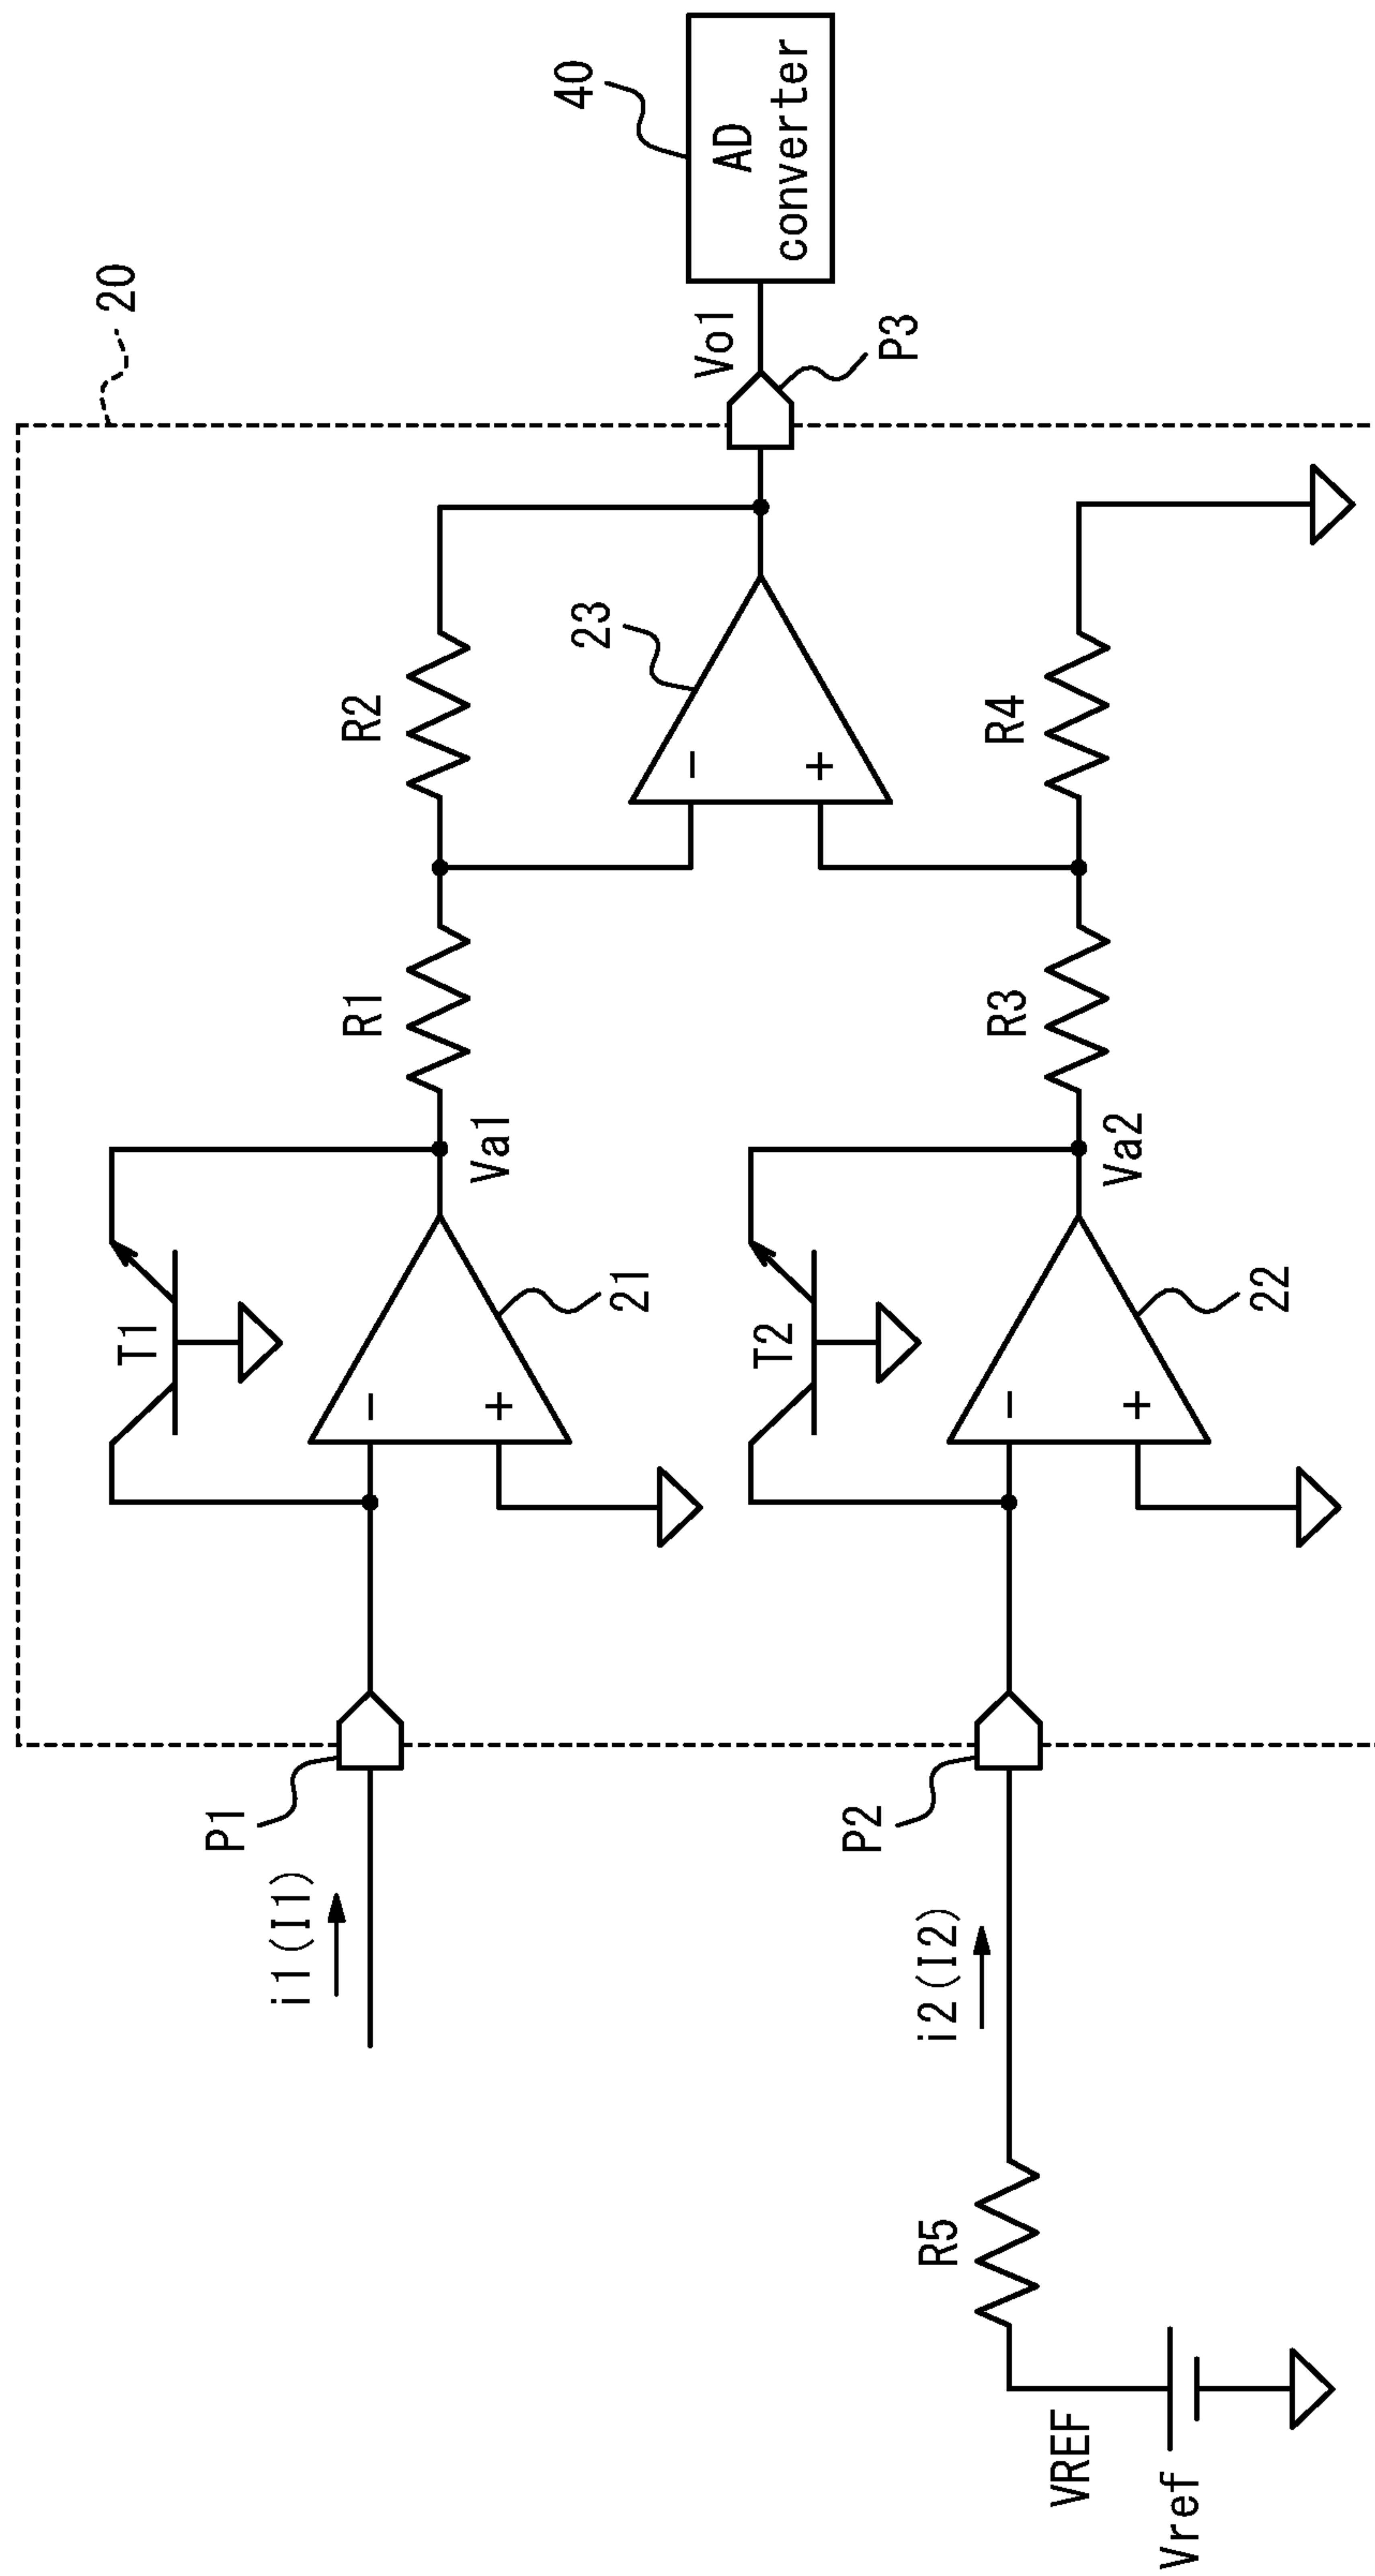 20
T1
P1
i1(I1)
-
+
21
Va1
R1
R2
23
-
+
Vo1
P3
40
AD
converter
T2
P2
i2(I2)
-
+
22
Va2
R3
R4
R5
VREF
Vref